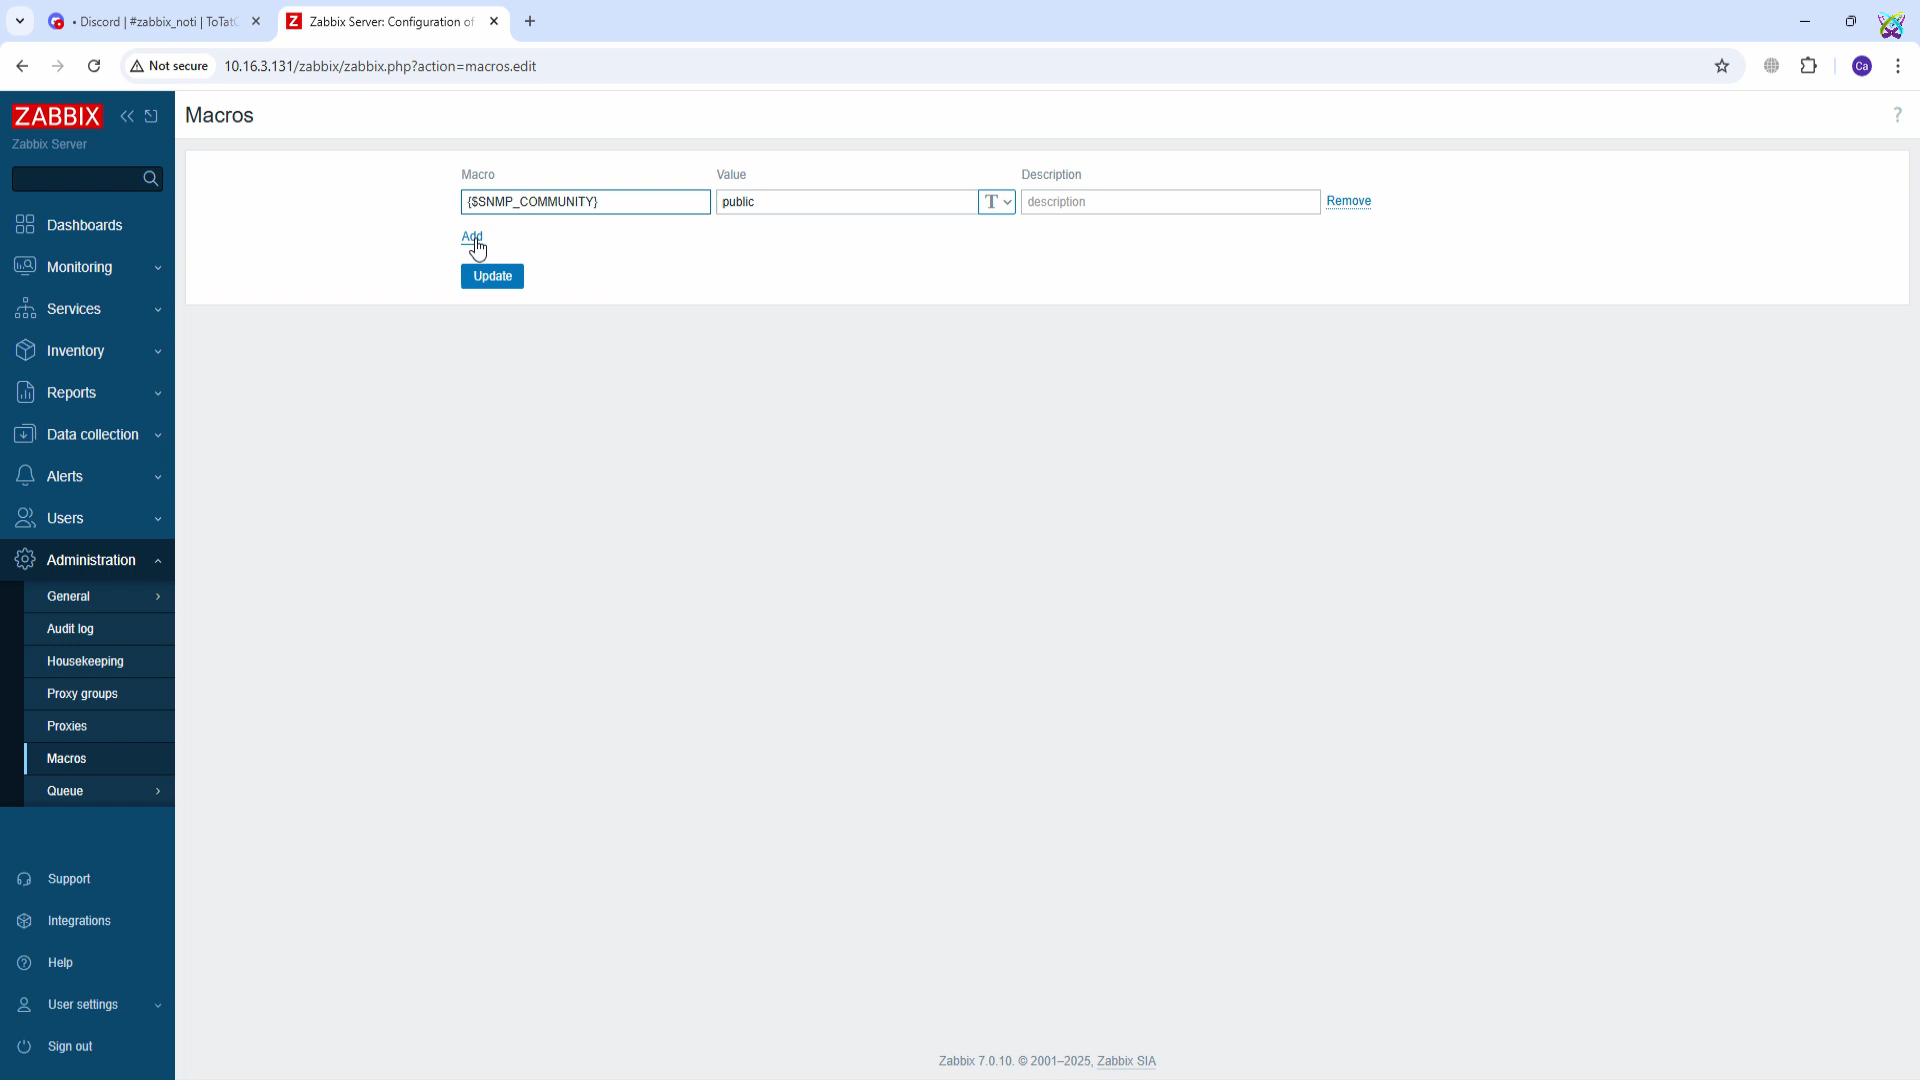 • Discord | #zabbix_noti | ToTatC
Zabbix Server: Configuration of
Not secure
10.16.3.131/zabbix/zabbix.php?action=macros.edit
Ca
ZABBIX
Zabbix Server
Macros
?
Macro Value Description
{$SNMP_COMMUNITY} public T description Remove
Add
Update
Dashboards
Monitoring
Services
Inventory
Reports
Data collection
Alerts
Users
Administration
General
Audit log
Housekeeping
Proxy groups
Proxies
Macros
Queue
Support
Integrations
Help
User settings
Sign out
Zabbix 7.0.10. © 2001–2025, Zabbix SIA